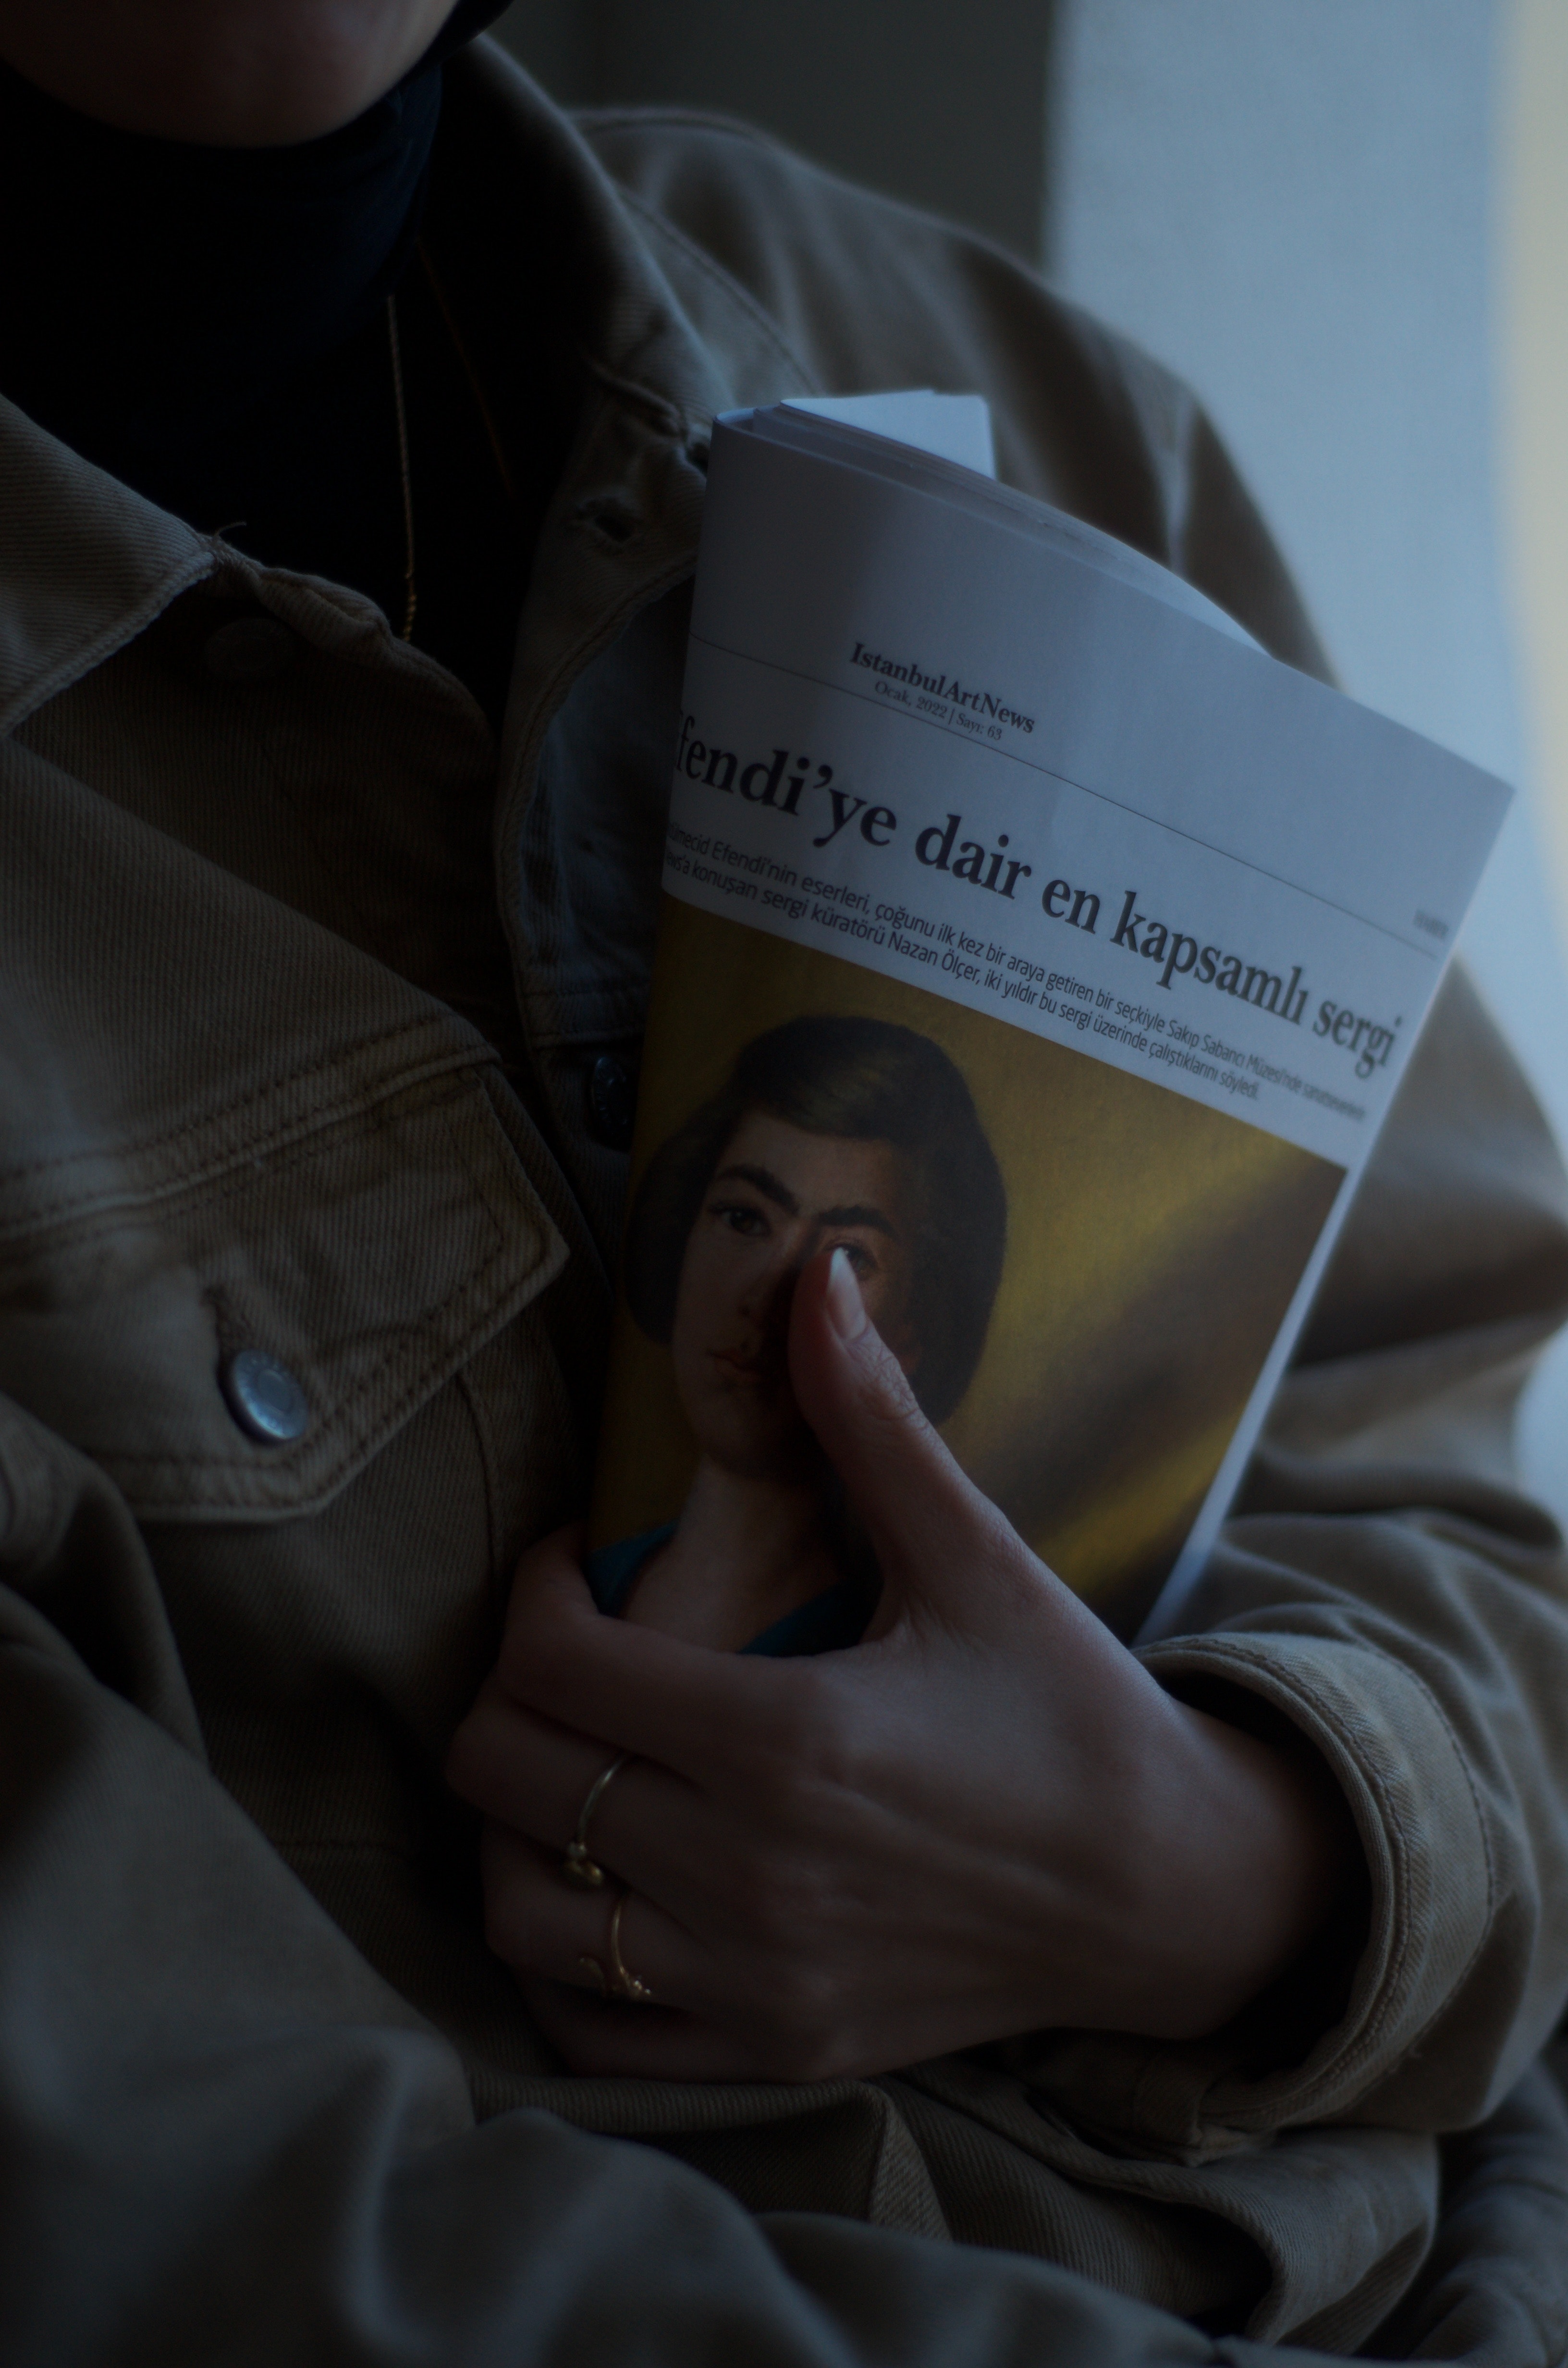 IstanbulArtNews
Ocak, 2022 | Sayı: 63
fendi'ye dair en kapsamlı sergi
Efendi'nin eserleri, çoğunu ilk kez bir araya getiren bir seçkiyle Sakıp Sabancı Müzesi'nde
konuşan sergi küratörü Nazan Ölçer, iki yıldır bu sergi üzerinde çalıştıklarını söyledi.